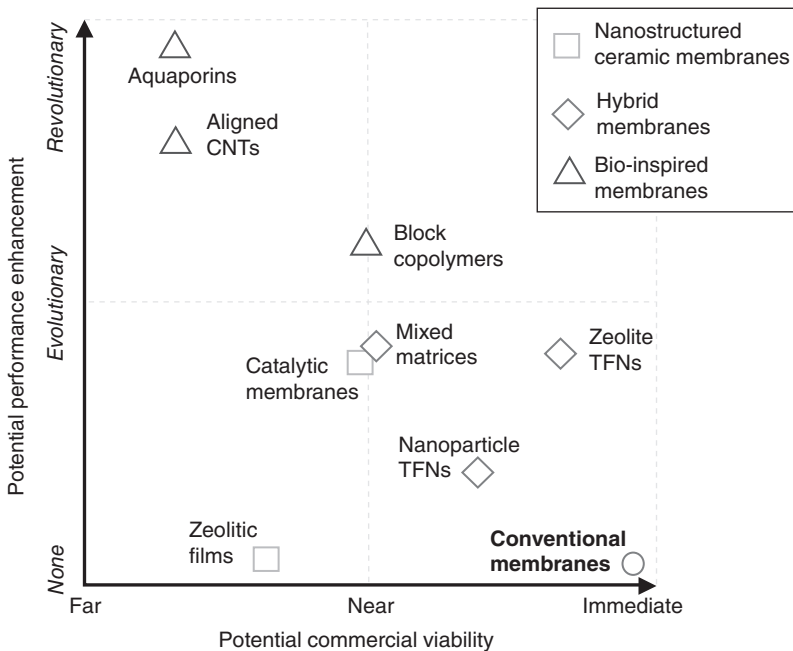 Revolutionary
Evolutionary
None
Potential performance enhancement
Aquaporins
Aligned
CNTs
Block
copolymers
Mixed
matrices
Catalytic
membranes
Zeolite
TFNs
Nanoparticle
TFNs
Zeolitic
films
Conventional
membranes
Nanostructured
ceramic membranes
Hybrid
membranes
Bio-inspired
membranes
Far
Near
Immediate
Potential commercial viability